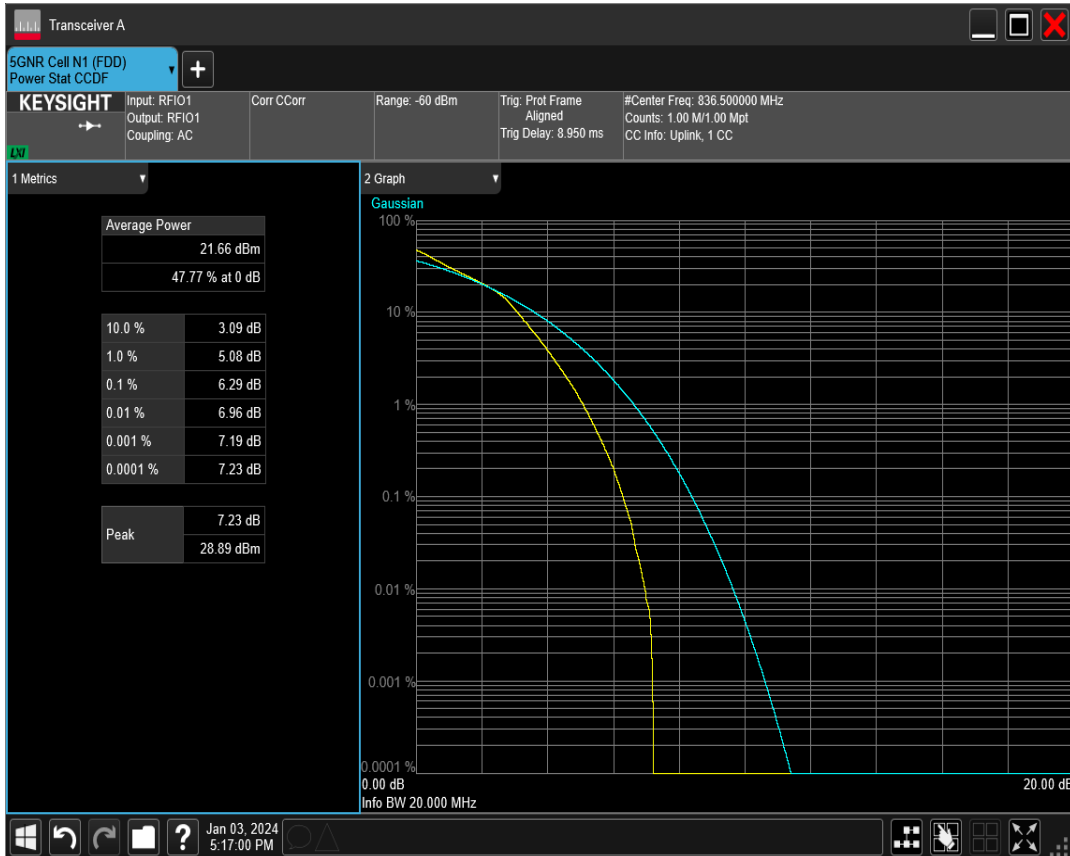 Transceiver A
5GNR Cell N1 (FDD)
Power Stat CCDF
+
KEYSIGHT
LXI
Input: RFIO1
Output: RFIO1
Coupling: AC
Corr CCorr
Range: -60 dBm
Trig: Prot Frame
Aligned
Trig Delay: 8.950 ms
#Center Freq: 836.500000 MHz
Counts: 1.00 M/1.00 Mpt
CC Info: Uplink, 1 CC
1 Metrics
Average Power
21.66 dBm
47.77 % at 0 dB
10.0 % 3.09 dB
1.0 % 5.08 dB
0.1 % 6.29 dB
0.01 % 6.96 dB
0.001 % 7.19 dB
0.0001 % 7.23 dB
Peak
7.23 dB
28.89 dBm
2 Graph
Gaussian
100 %
10 %
1 %
0.1 %
0.01 %
0.001 %
0.0001 %
0.00 dB 20.00 dB
Info BW 20.000 MHz
?
Jan 03, 2024
5:17:00 PM